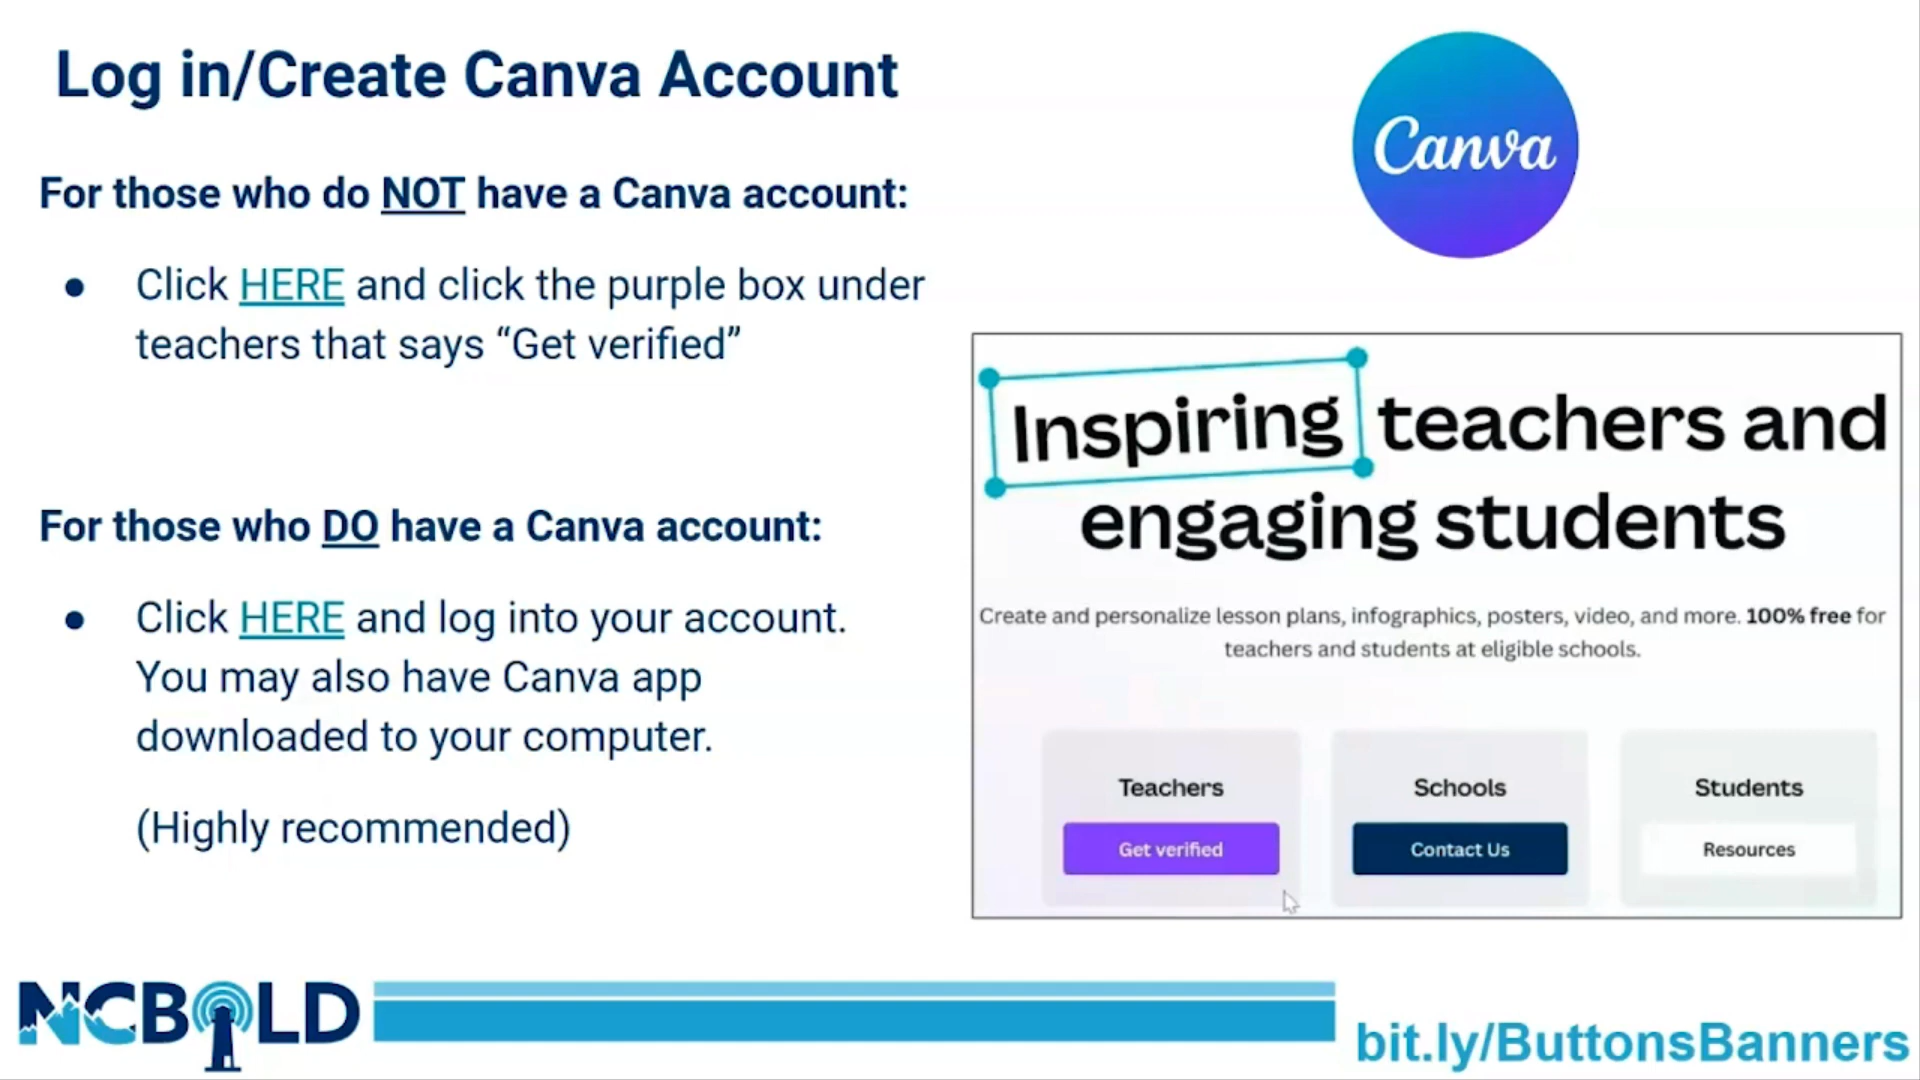 Log in/Create Canva Account
Canva
For those who do NOT have a Canva account:
● Click HERE and click the purple box under
teachers that says “Get verified”
For those who DO have a Canva account:
● Click HERE and log into your account.
You may also have Canva app
downloaded to your computer.
(Highly recommended)
Inspiring teachers and
engaging students
Create and personalize lesson plans, infographics, posters, video, and more. 100% free for
teachers and students at eligible schools.
Teachers
Get verified
Schools
Contact Us
Students
Resources
NCBOLD
bit.ly/ButtonsBanners